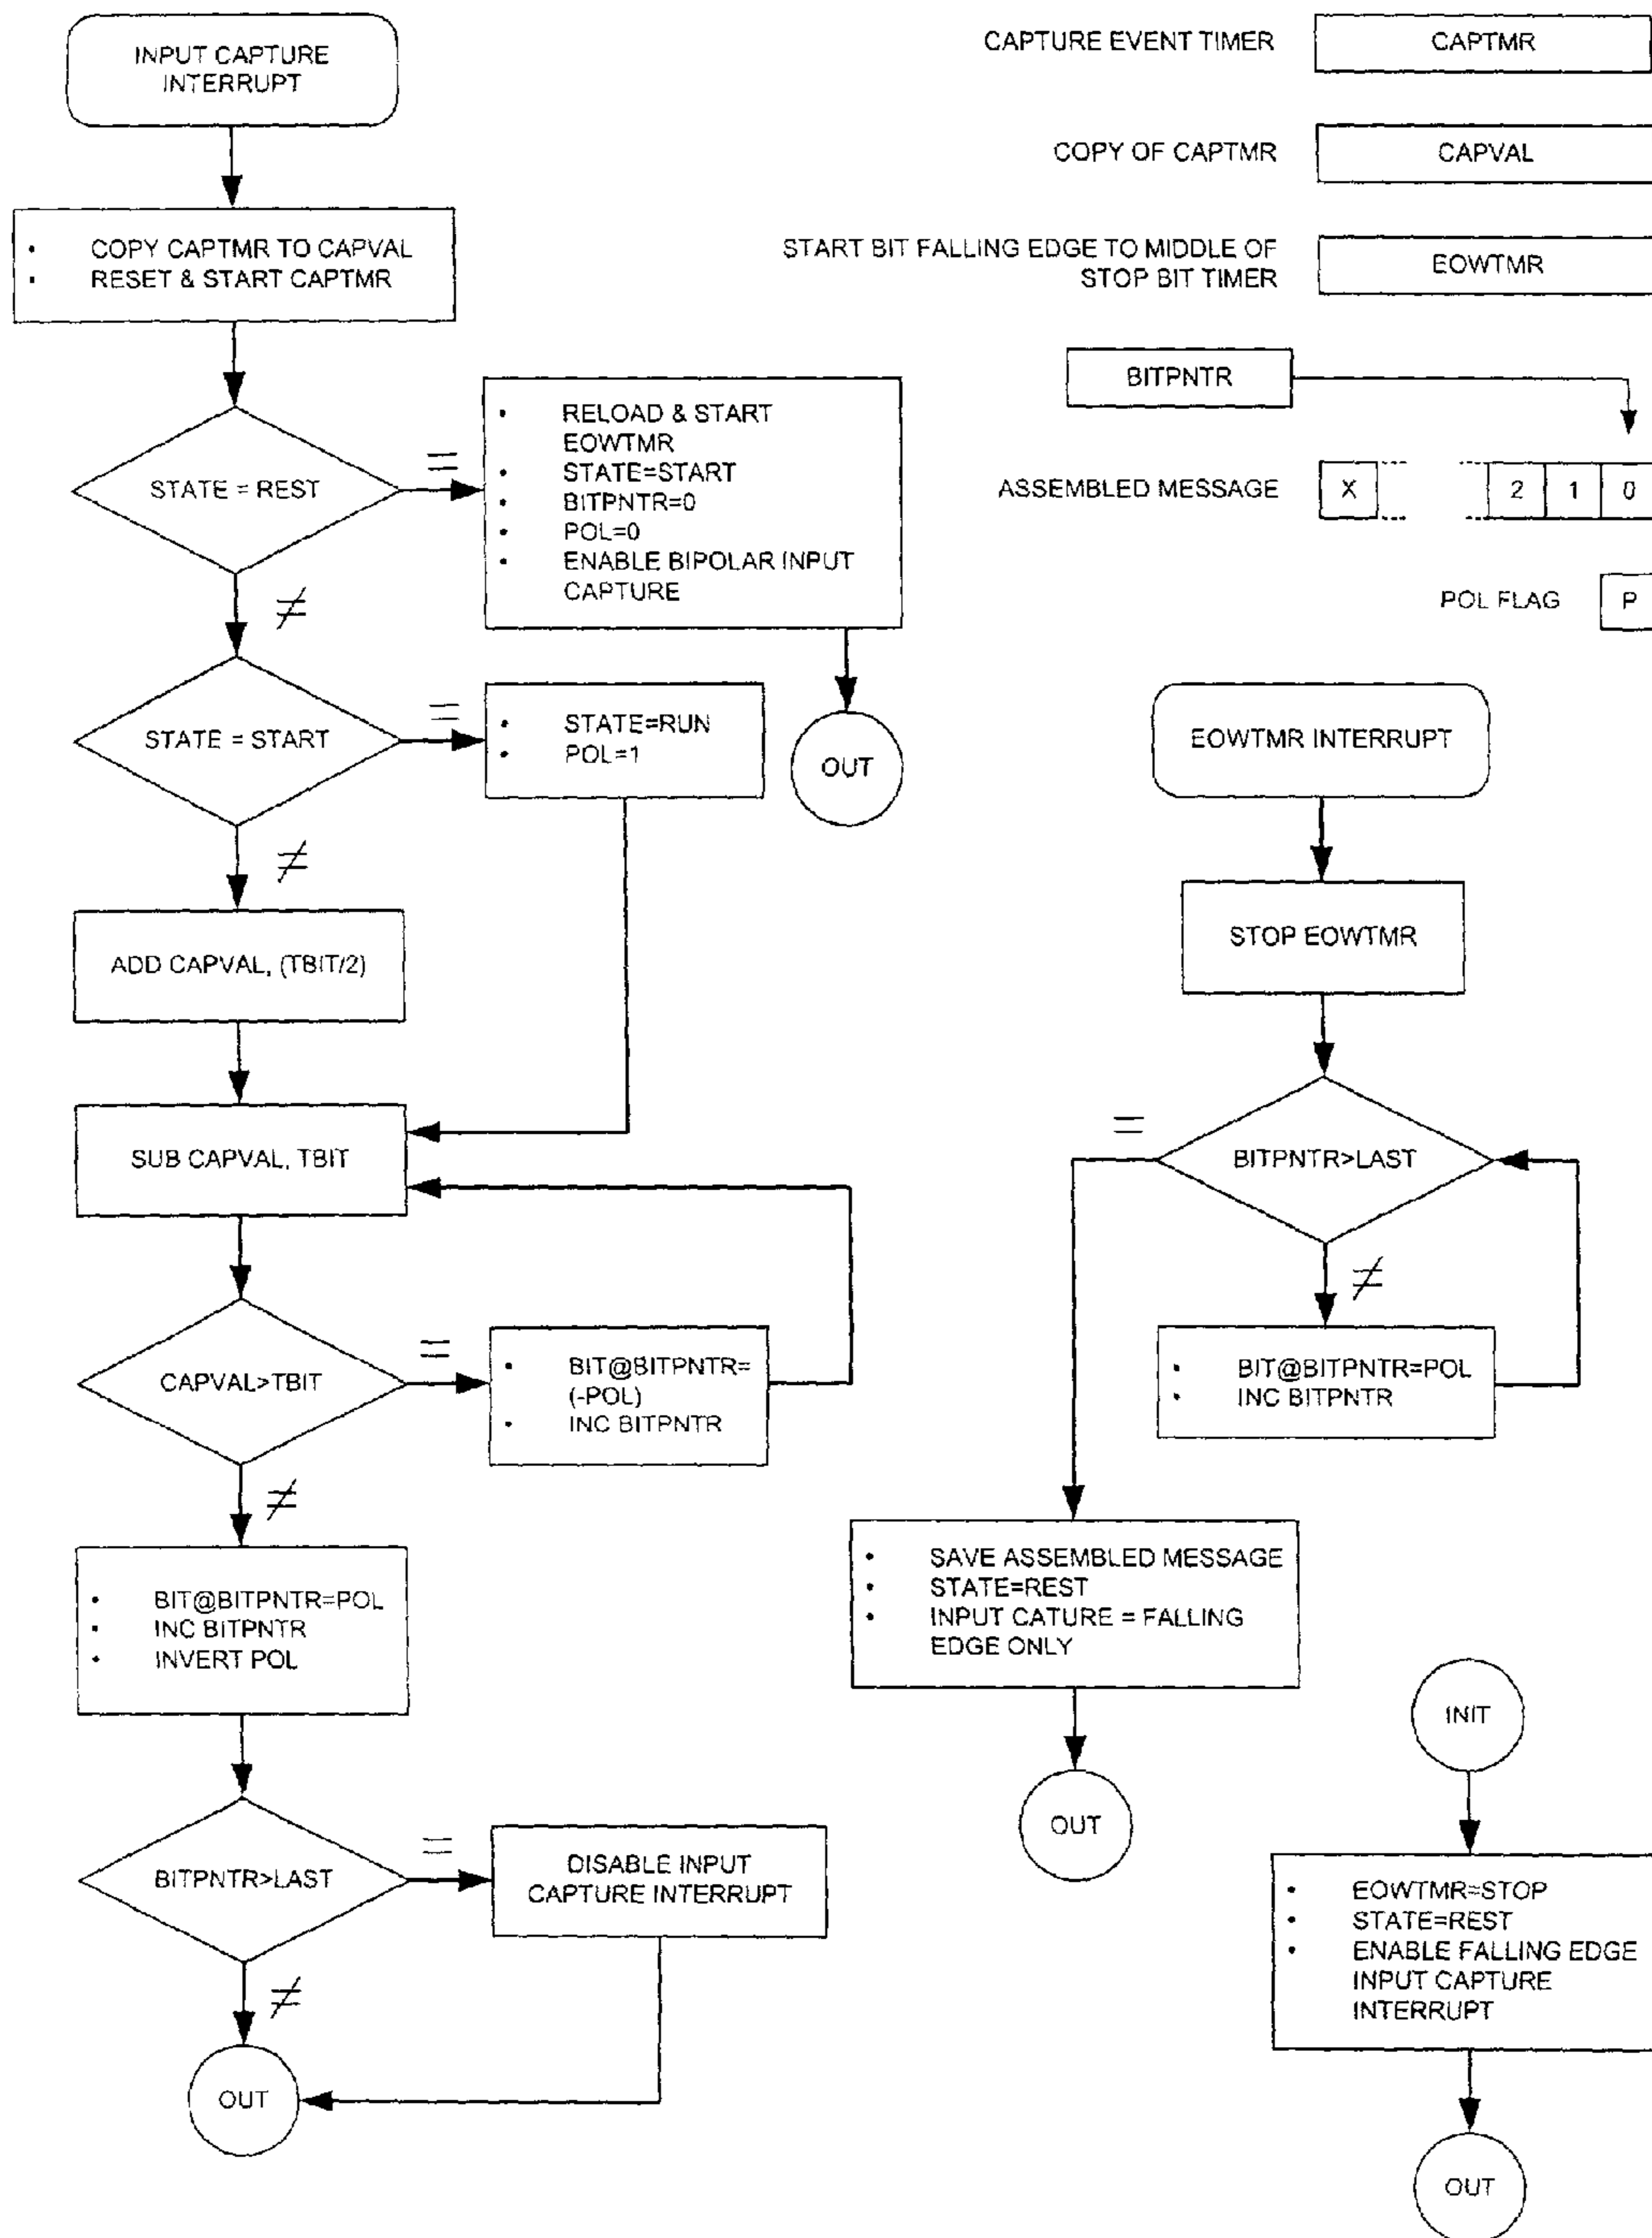 INPUT CAPTURE
INTERRUPT
• COPY CAPTMR TO CAPVAL
• RESET & START CAPTMR
STATE = REST
=
• RELOAD & START
EOWTMR
• STATE=START
• BITPNTR=0
• POL=0
• ENABLE BIPOLAR INPUT
CAPTURE
OUT
≠
STATE = START
=
• STATE=RUN
• POL=1
≠
ADD CAPVAL, (TBIT/2)
SUB CAPVAL, TBIT
CAPVAL>TBIT
=
• BIT@BITPNTR=
(-POL)
• INC BITPNTR
≠
• BIT@BITPNTR=POL
• INC BITPNTR
• INVERT POL
BITPNTR>LAST
=
DISABLE INPUT
CAPTURE INTERRUPT
≠
OUT
CAPTURE EVENT TIMER
CAPTMR
COPY OF CAPTMR
CAPVAL
START BIT FALLING EDGE TO MIDDLE OF
STOP BIT TIMER
EOWTMR
BITPNTR
ASSEMBLED MESSAGE
X 2 1 0
POL FLAG
P
EOWTMR INTERRUPT
STOP EOWTMR
BITPNTR>LAST
=
≠
• BIT@BITPNTR=POL
• INC BITPNTR
• SAVE ASSEMBLED MESSAGE
• STATE=REST
• INPUT CATURE = FALLING
EDGE ONLY
OUT
INIT
• EOWTMR=STOP
• STATE=REST
• ENABLE FALLING EDGE
INPUT CAPTURE
INTERRUPT
OUT